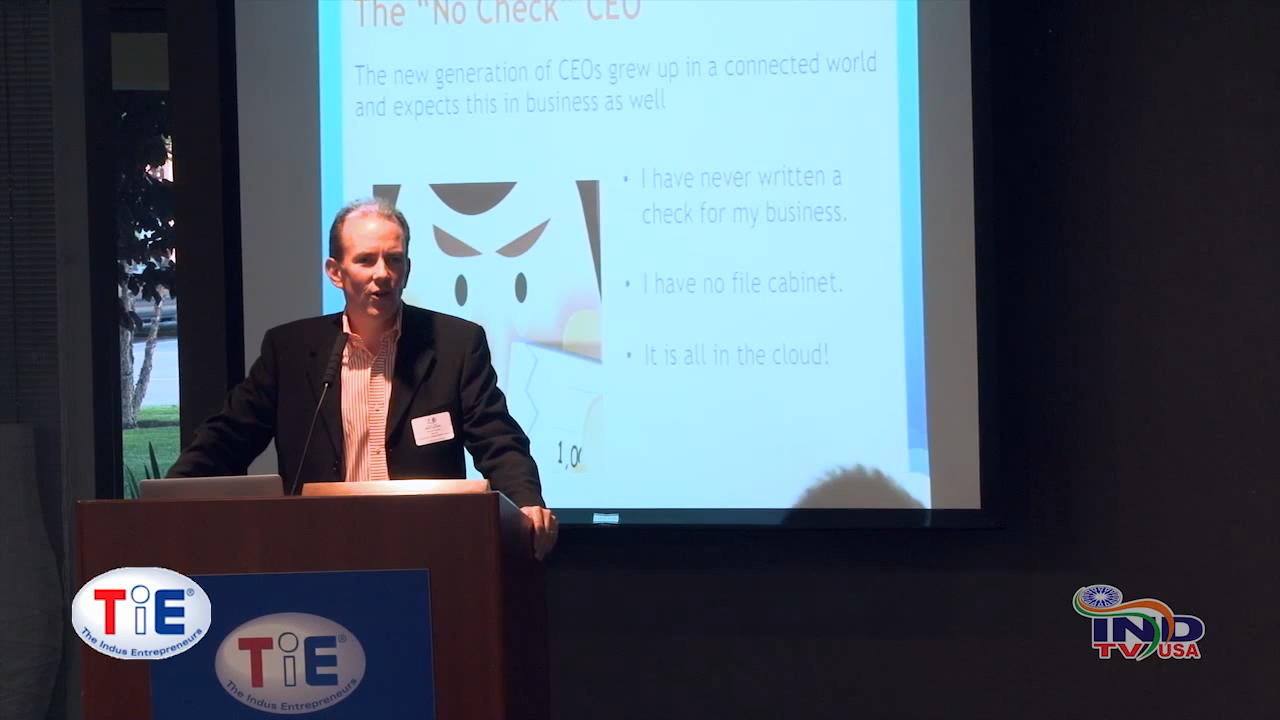 The “No Check” CEO
The new generation of CEOs grew up in a connected world
and expects this in business as well
• I have never written a
check for my business.
• I have no file cabinet.
• It is all in the cloud!
1,0
TiE®
The Indus Entrepreneurs
TiE®
The Indus Entrepreneurs
IND
TV USA